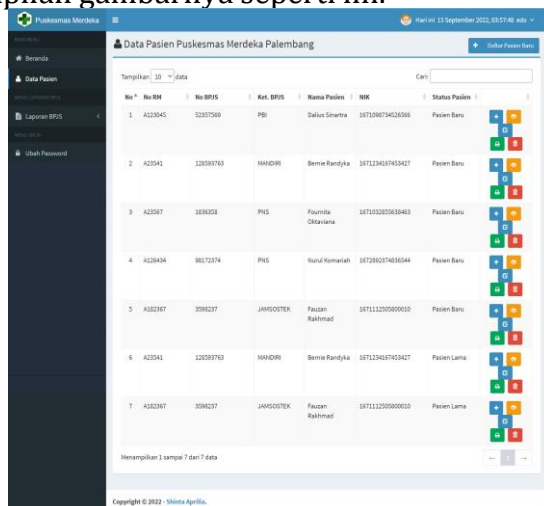 Puskesmas Merdeka
Hari ini 13 September 2022, 03:57:48 edo
Data Pasien Puskesmas Merdeka Palembang
Daftar Pasien Baru
Beranda
Data Pasien
Laporan BPJS
Ubah Password
Tampilkan 10 data
Cari:
No No RM No BPJS Ket. BPJS Nama Pasien NIK Status Pasien
1 A123045 52357569 PBI Dalius Sinartra 1671098734526566 Pasien Baru
2 A23541 128593763 MANDIRI Bernie Randyka 1671234167453427 Pasien Baru
3 A23567 1836358 PNS Fournita Oktaviana 1671032855638463 Pasien Baru
4 A126434 98172374 PNS Nurul Komariah 1672892374836544 Pasien Baru
5 A182367 3598237 JAMSOSTEK Fauzan Rakhmad 1671112505800010 Pasien Baru
6 A23541 128593763 MANDIRI Bernie Randyka 1671234167453427 Pasien Lama
7 A182367 3598237 JAMSOSTEK Fauzan Rakhmad 1671112505800010 Pasien Lama
Menampilkan 1 sampai 7 dari 7 data
← 1 →
Copyright © 2022 - Shinta Aprilia.